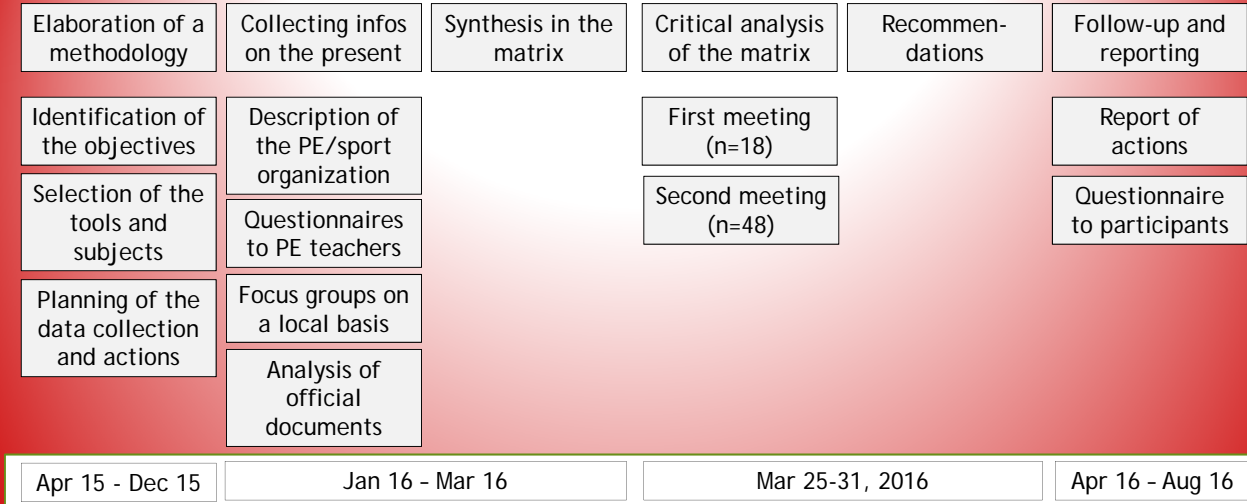 Elaboration of a
methodology
Collecting infos
on the present
Synthesis in the
matrix
Critical analysis
of the matrix
Recommen-
dations
Follow-up and
reporting
Identification of
the objectives
Selection of the
tools and
subjects
Planning of the
data collection
and actions
Description of
the PE/sport
organization
Questionnaires
to PE teachers
Focus groups on
a local basis
Analysis of
official
documents
First meeting
(n=18)
Second meeting
(n=48)
Report of
actions
Questionnaire
to participants
Apr 15 - Dec 15
Jan 16 – Mar 16
Mar 25-31, 2016
Apr 16 – Aug 16